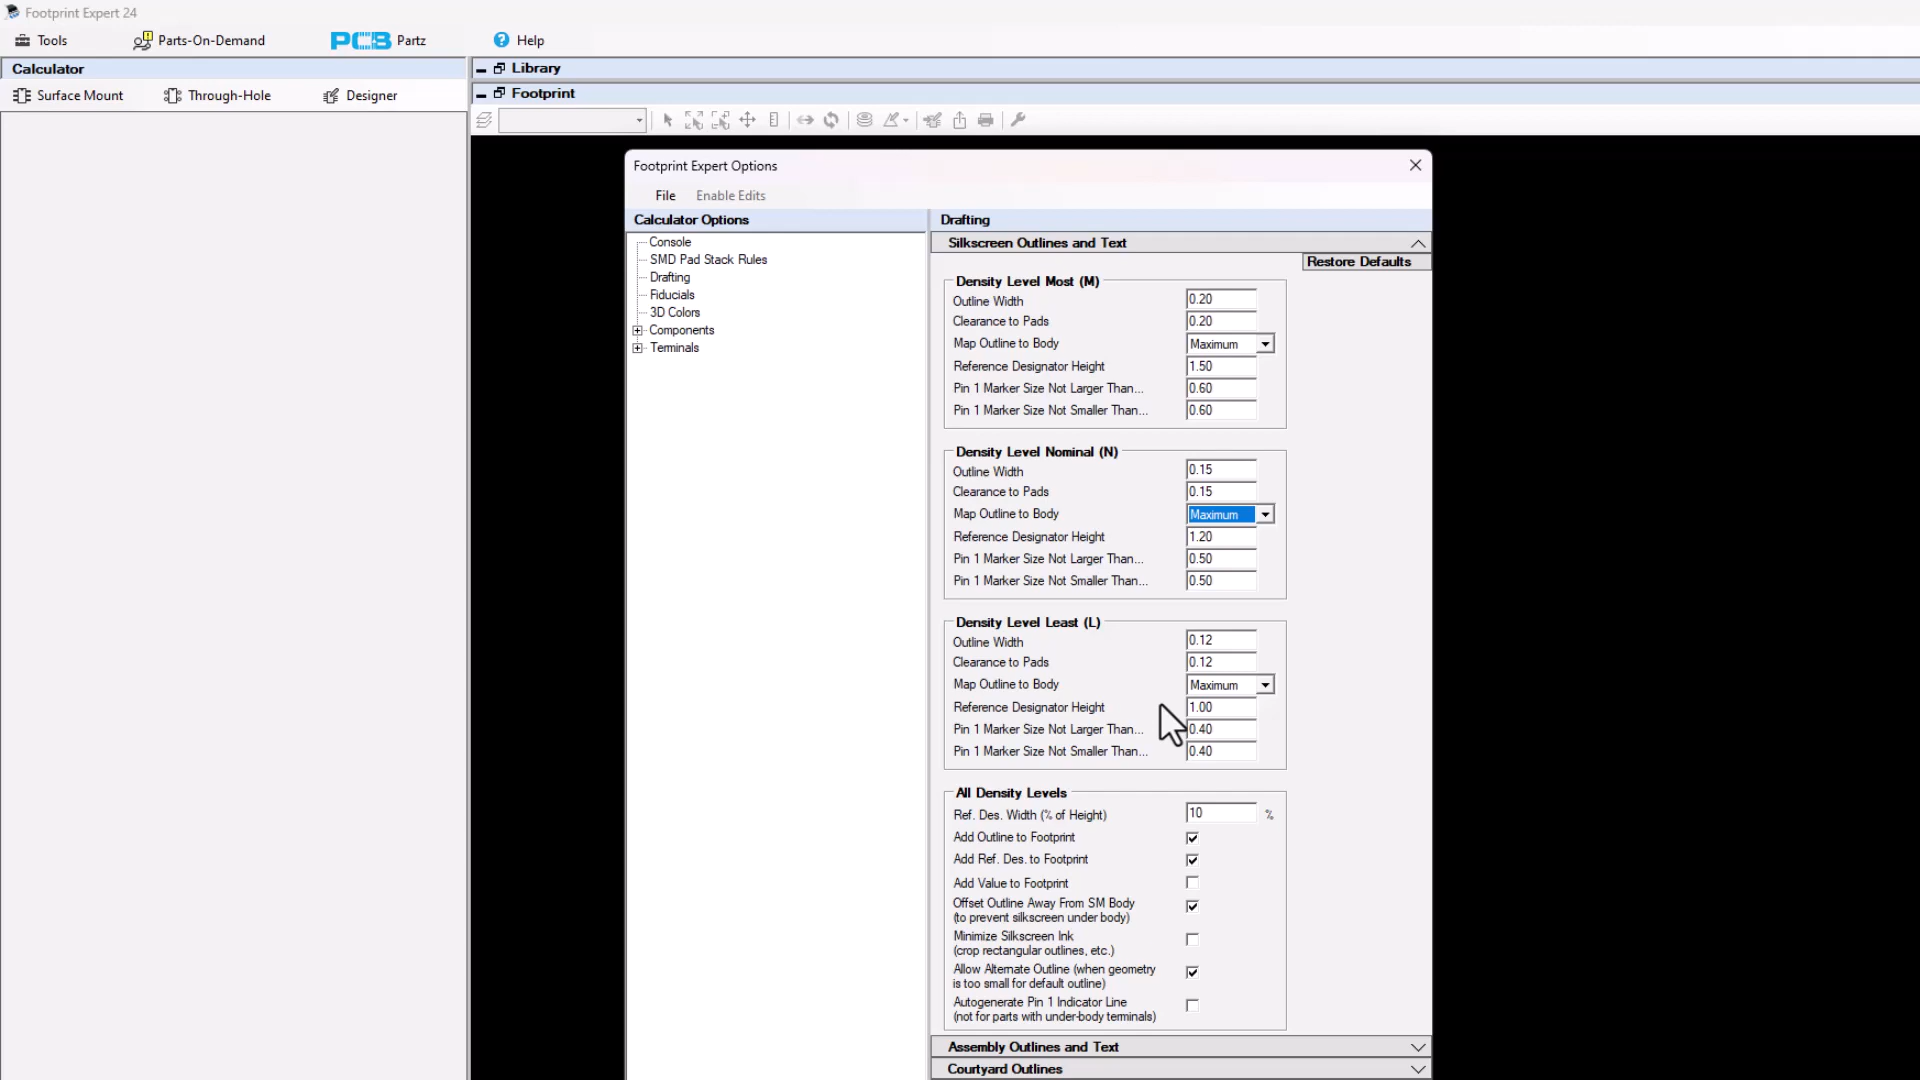 Footprint Expert 24
Tools Parts-On-Demand PCB Partz Help
Calculator
Surface Mount Through-Hole Designer
Library
Footprint
Footprint Expert Options
File Enable Edits
Calculator Options
Console
SMD Pad Stack Rules
Drafting
Fiducials
3D Colors
Components
Terminals
Drafting
Silkscreen Outlines and Text
Restore Defaults
Density Level Most (M)
Outline Width 0.20
Clearance to Pads 0.20
Map Outline to Body Maximum
Reference Designator Height 1.50
Pin 1 Marker Size Not Larger Than... 0.60
Pin 1 Marker Size Not Smaller Than... 0.60
Density Level Nominal (N)
Outline Width 0.15
Clearance to Pads 0.15
Map Outline to Body Maximum
Reference Designator Height 1.20
Pin 1 Marker Size Not Larger Than... 0.50
Pin 1 Marker Size Not Smaller Than... 0.50
Density Level Least (L)
Outline Width 0.12
Clearance to Pads 0.12
Map Outline to Body Maximum
Reference Designator Height 1.00
Pin 1 Marker Size Not Larger Than... 0.40
Pin 1 Marker Size Not Smaller Than... 0.40
All Density Levels
Ref. Des. Width (% of Height) 10 %
Add Outline to Footprint
Add Ref. Des. to Footprint
Add Value to Footprint
Offset Outline Away From SM Body
(to prevent silkscreen under body)
Minimize Silkscreen Ink
(crop rectangular outlines, etc.)
Allow Alternate Outline (when geometry
is too small for default outline)
Autogenerate Pin 1 Indicator Line
(not for parts with under-body terminals)
Assembly Outlines and Text
Courtyard Outlines